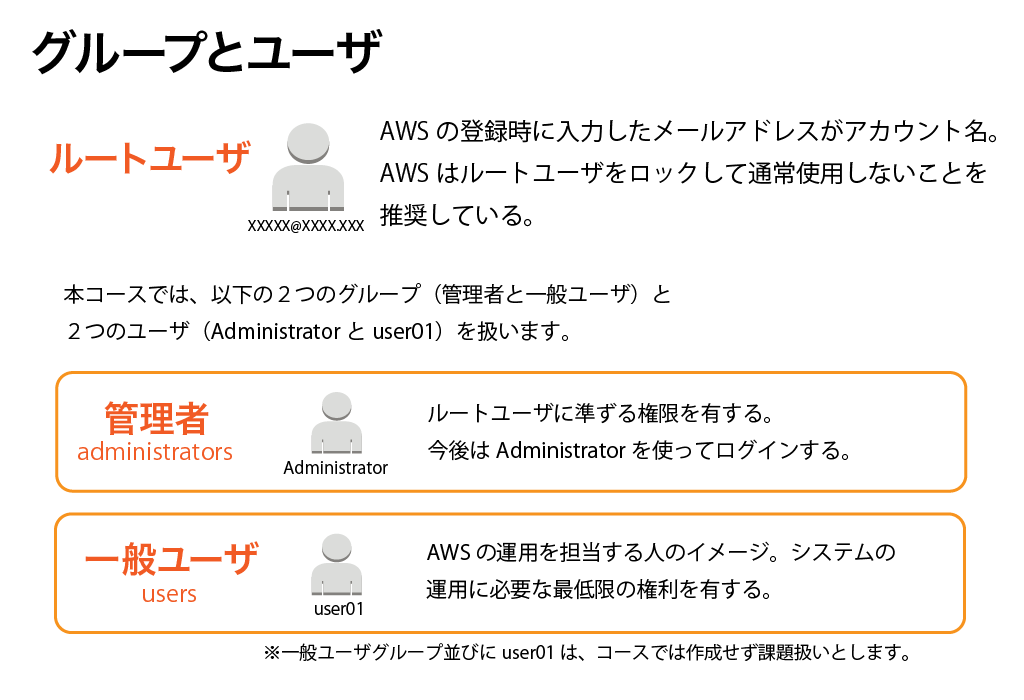 グループとユーザ
ルートユーザ
XXXXX@XXXX.XXX
AWS の登録時に入力したメールアドレスがアカウント名。
AWS はルートユーザをロックして通常使用しないことを
推奨している。
本コースでは、以下の２つのグループ（管理者と一般ユーザ）と
２つのユーザ（Administrator と user01）を扱います。
管理者
administrators
Administrator
ルートユーザに準ずる権限を有する。
今後は Administrator を使ってログインする。
一般ユーザ
users
user01
AWS の運用を担当する人のイメージ。システムの
運用に必要な最低限の権利を有する。
※一般ユーザグループ並びに user01 は、コースでは作成せず課題扱いとします。